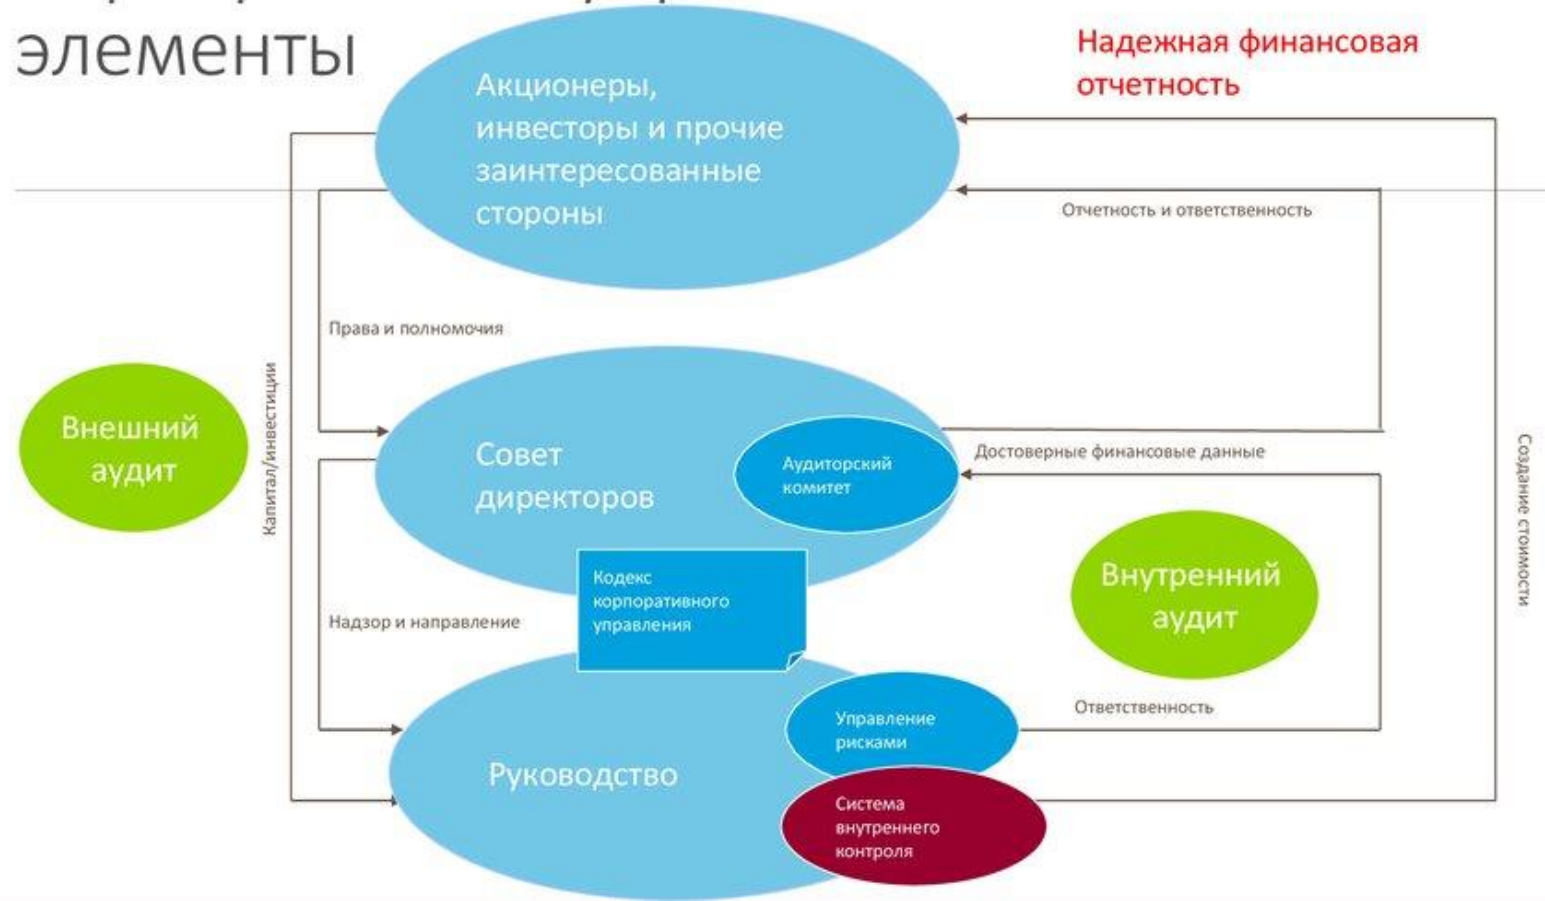 элементы
Надежная финансовая
отчетность
Акционеры,
инвесторы и прочие
заинтересованные
стороны
Отчетность и ответственность
Права и полномочия
Внешний
аудит
Капитал/инвестиции
Совет
директоров
Аудиторский
комитет
Достоверные финансовые данные
Создание стоимости
Внутренний
аудит
Кодекс
корпоративного
управления
Надзор и направление
Управление
рисками
Ответственность
Руководство
Система
внутреннего
контроля